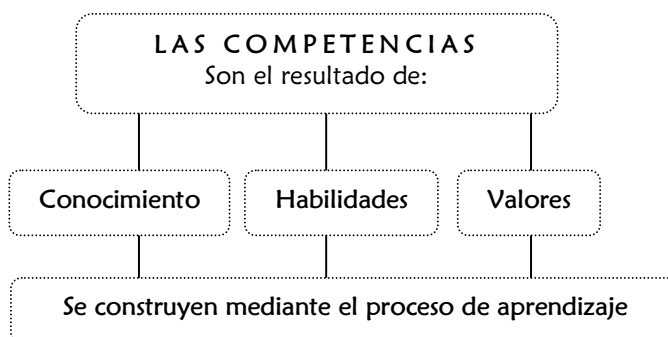 LAS COMPETENCIAS
Son el resultado de:
Conocimiento
Habilidades
Valores
Se construyen mediante el proceso de aprendizaje